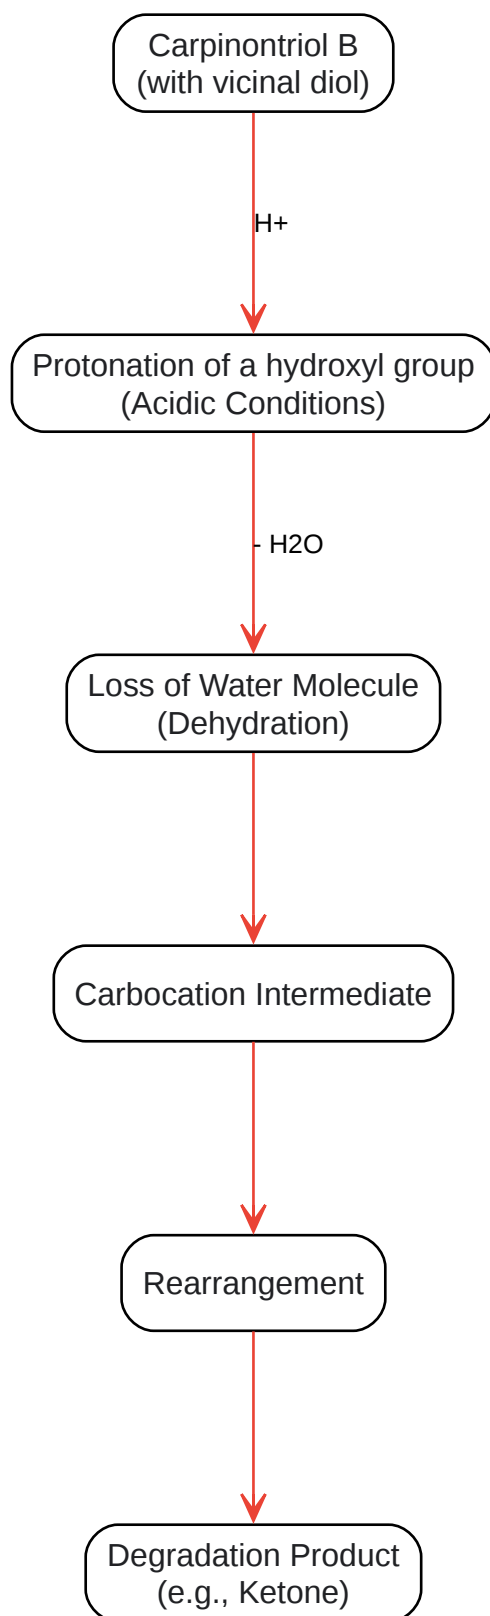 Carpinontriol B
(with vicinal diol)
H+
Protonation of a hydroxyl group
(Acidic Conditions)
- H2O
Loss of Water Molecule
(Dehydration)
Carbocation Intermediate
Rearrangement
Degradation Product
(e.g., Ketone)